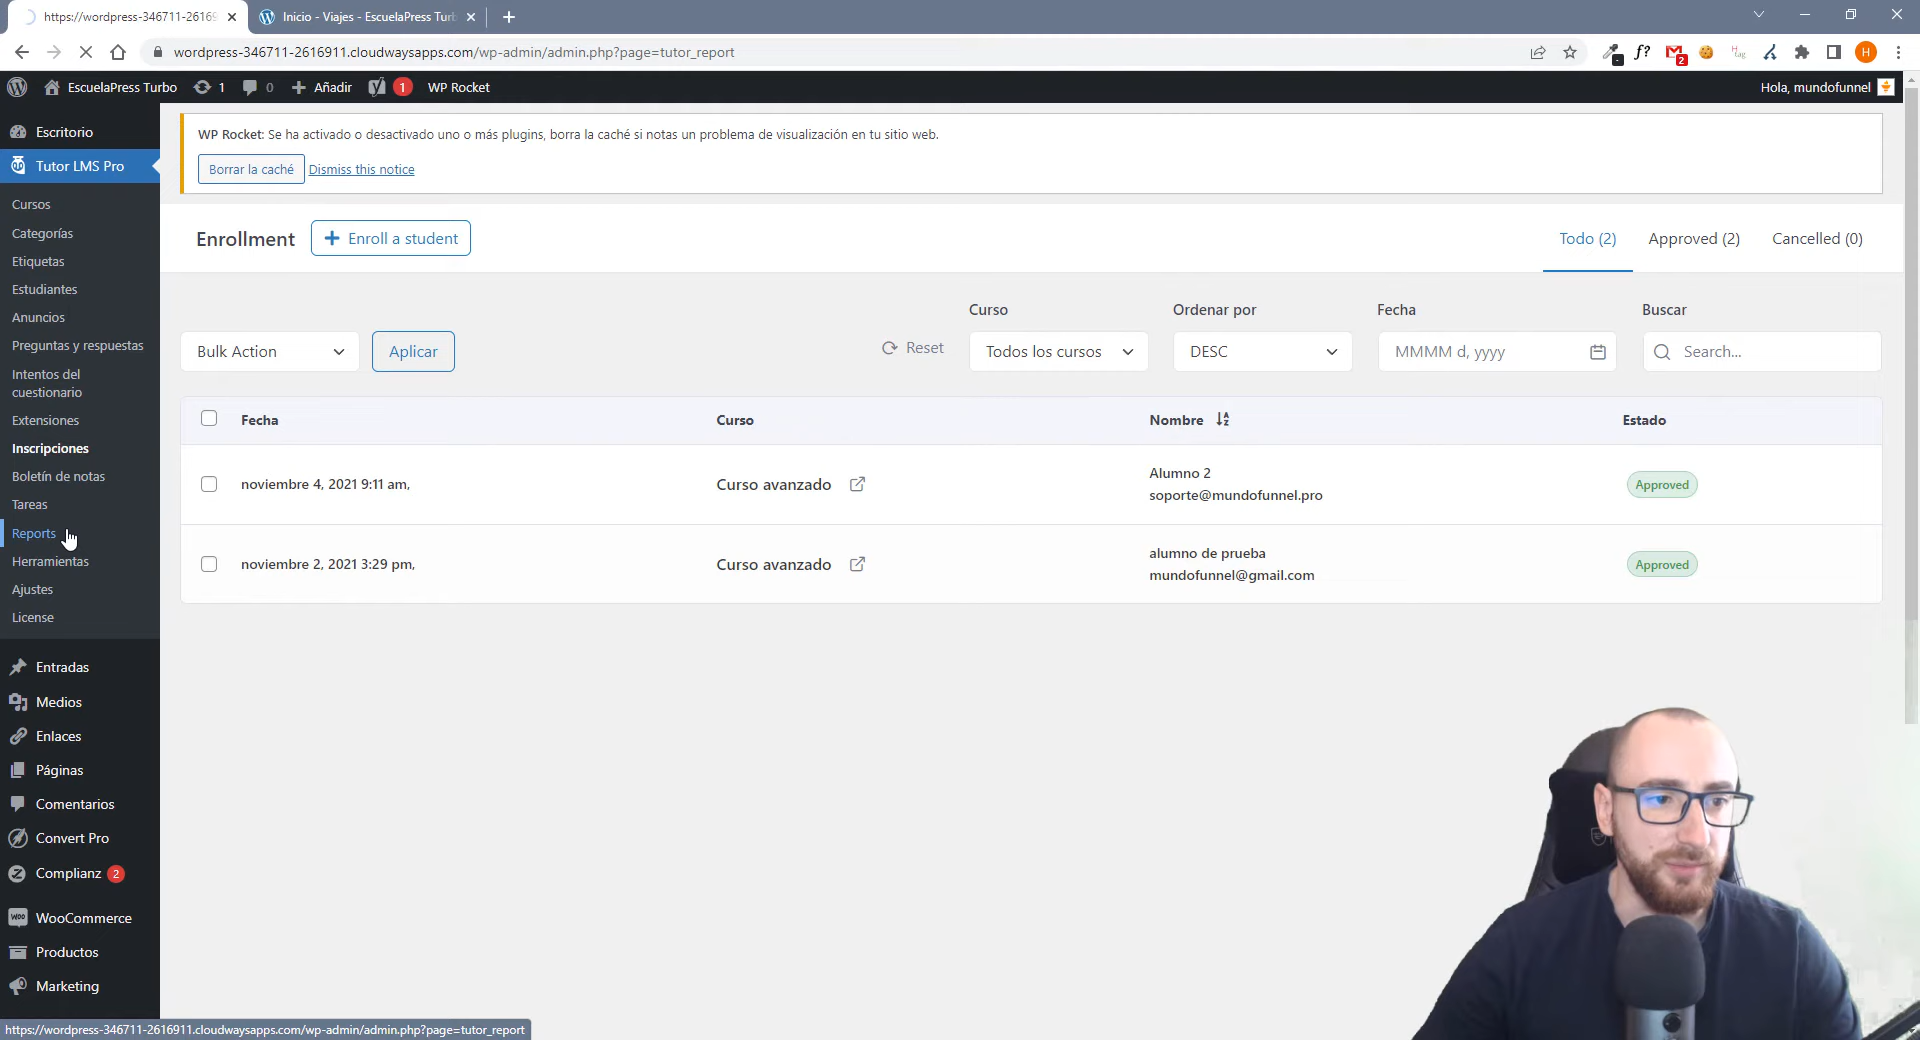 https://wordpress-346711-26169
Inicio - Viajes - EscuelaPress Turb
wordpress-346711-2616911.cloudwaysapps.com/wp-admin/admin.php?page=tutor_report
f?
2
H
EscuelaPress Turbo
1
0
Añadir
1
WP Rocket
Hola, mundofunnel
Escritorio
Tutor LMS Pro
Cursos
Categorías
Etiquetas
Estudiantes
Anuncios
Preguntas y respuestas
Intentos del
cuestionario
Extensiones
Inscripciones
Boletín de notas
Tareas
Reports
Herramientas
Ajustes
License
Entradas
Medios
Enlaces
Páginas
Comentarios
Convert Pro
Complianz 2
WooCommerce
Productos
Marketing
WP Rocket: Se ha activado o desactivado uno o más plugins, borra la caché si notas un problema de visualización en tu sitio web.
Borrar la caché Dismiss this notice
Enrollment
Enroll a student
Todo (2)
Approved (2)
Cancelled (0)
Bulk Action
Aplicar
Reset
Curso
Todos los cursos
Ordenar por
DESC
Fecha
MMMM d, yyyy
Buscar
Search...
Fecha Curso Nombre Estado
noviembre 4, 2021 9:11 am, Curso avanzado Alumno 2 Approved
soporte@mundofunnel.pro
noviembre 2, 2021 3:29 pm, Curso avanzado alumno de prueba Approved
mundofunnel@gmail.com
https://wordpress-346711-2616911.cloudwaysapps.com/wp-admin/admin.php?page=tutor_report